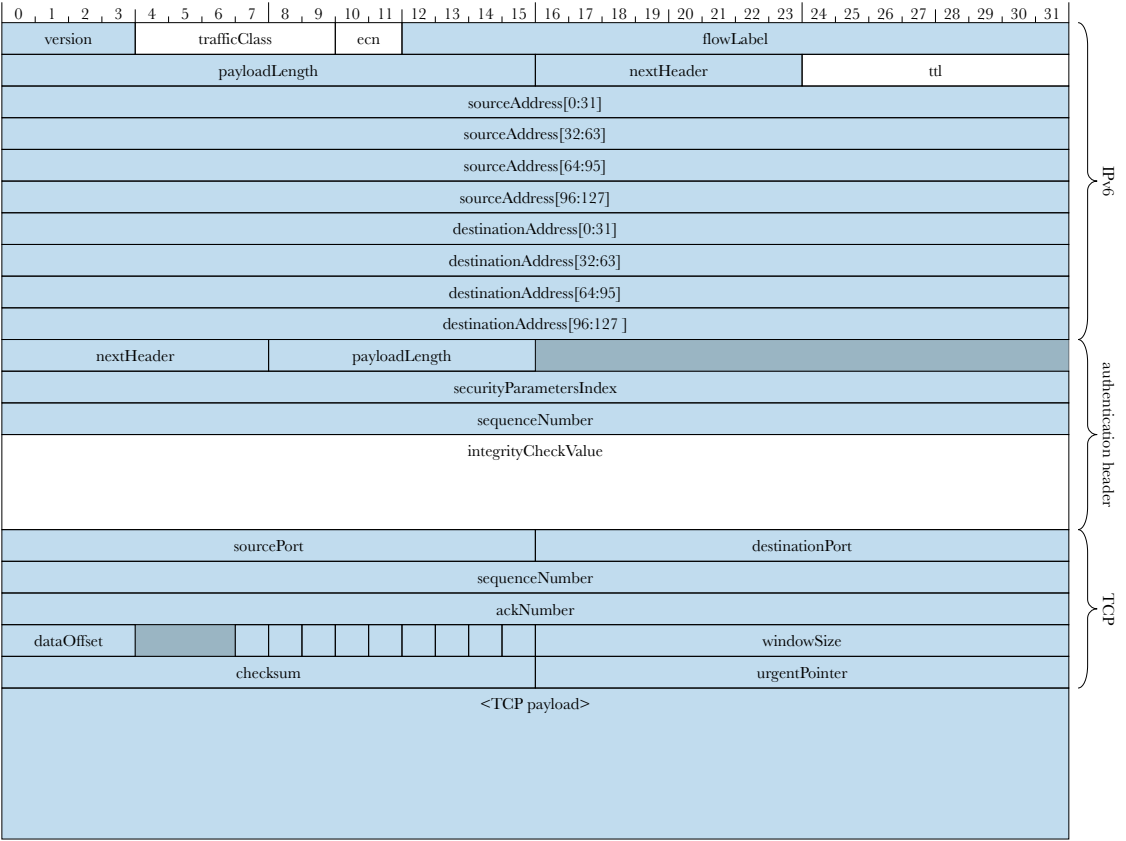 0 1 2 3 4 5 6 7 8 9 10 11 12 13 14 15 16 17 18 19 20 21 22 23 24 25 26 27 28 29 30 31
version trafficClass ecn flowLabel
payloadLength nextHeader ttl
sourceAddress[0:31]
sourceAddress[32:63]
sourceAddress[64:95]
sourceAddress[96:127]
destinationAddress[0:31]
destinationAddress[32:63]
destinationAddress[64:95]
destinationAddress[96:127 ]
IPv6
nextHeader payloadLength
securityParametersIndex
sequenceNumber
integrityCheckValue
authentication header
sourcePort destinationPort
sequenceNumber
ackNumber
dataOffset windowSize
checksum urgentPointer
TCP
<TCP payload>